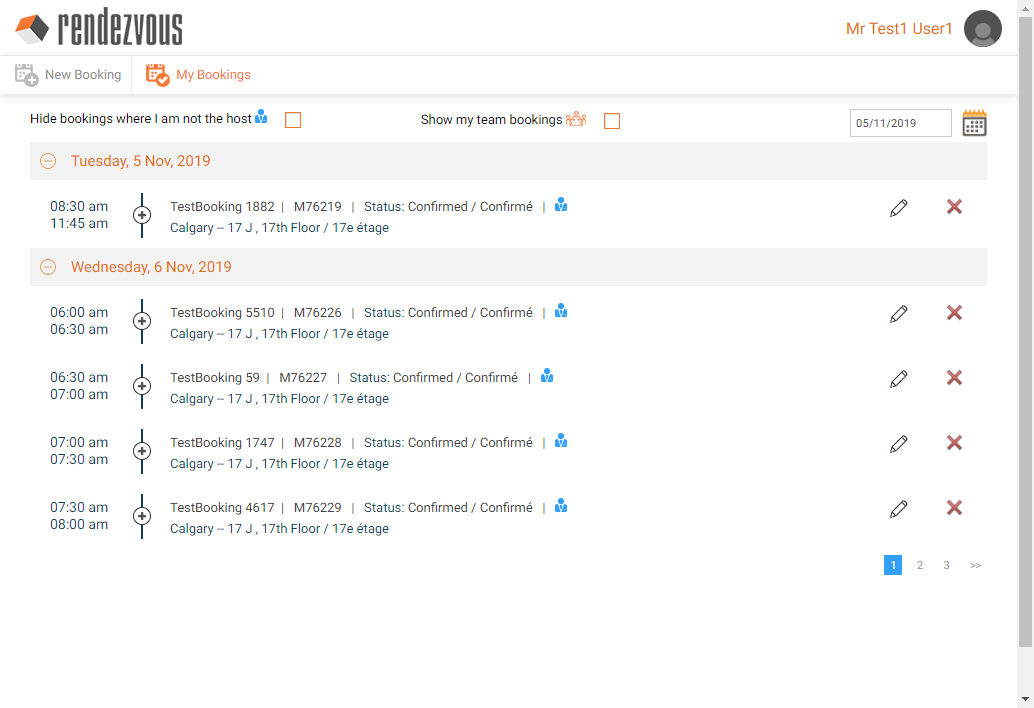 rendezvous
Mr Test1 User1
New Booking
My Bookings
Hide bookings where I am not the host
Show my team bookings
05/11/2019
Tuesday, 5 Nov, 2019
08:30 am
11:45 am
TestBooking 1882 | M76219 | Status: Confirmed / Confirmé |
Calgary -- 17 J , 17th Floor / 17e étage
Wednesday, 6 Nov, 2019
06:00 am
06:30 am
TestBooking 5510 | M76226 | Status: Confirmed / Confirmé |
Calgary -- 17 J , 17th Floor / 17e étage
06:30 am
07:00 am
TestBooking 59 | M76227 | Status: Confirmed / Confirmé |
Calgary -- 17 J , 17th Floor / 17e étage
07:00 am
07:30 am
TestBooking 1747 | M76228 | Status: Confirmed / Confirmé |
Calgary -- 17 J , 17th Floor / 17e étage
07:30 am
08:00 am
TestBooking 4617 | M76229 | Status: Confirmed / Confirmé |
Calgary -- 17 J , 17th Floor / 17e étage
1 2 3 >>